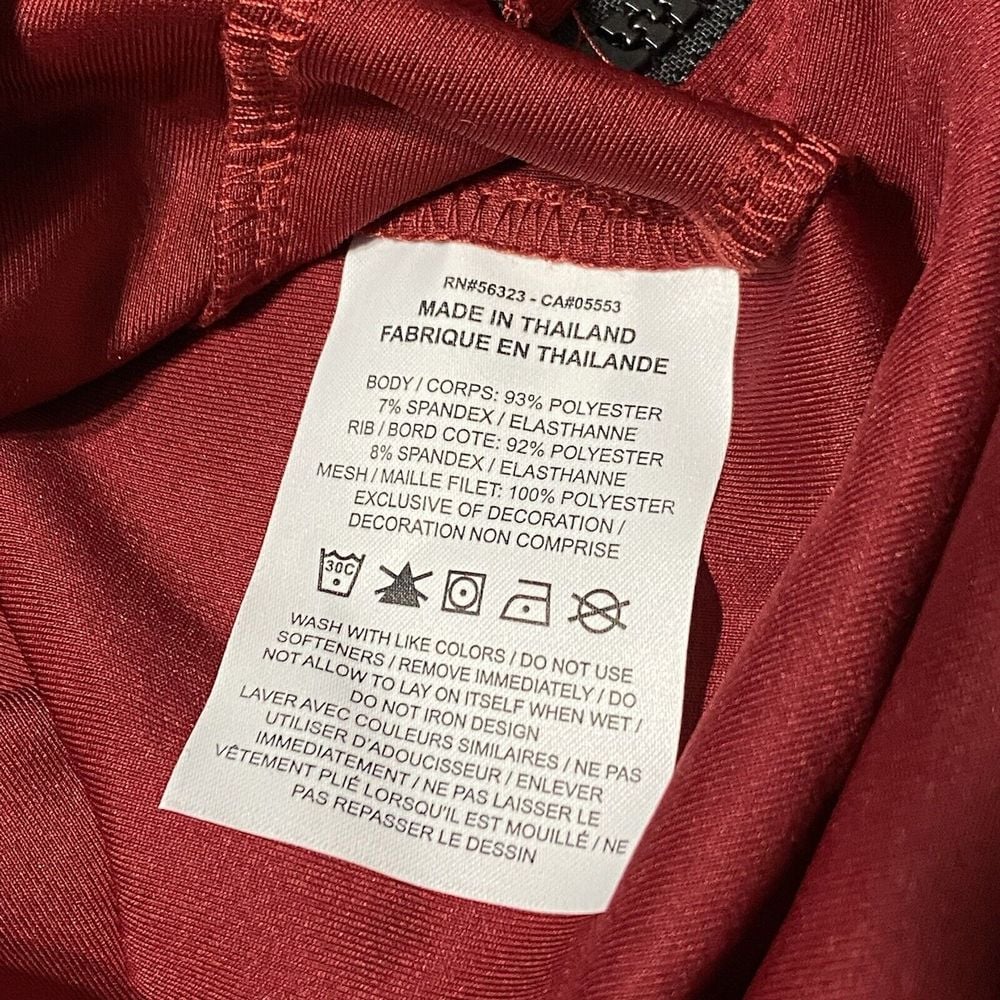 RN#56323 - CA#05553
MADE IN THAILAND
FABRIQUE EN THAILANDE
BODY / CORPS: 93% POLYESTER
7% SPANDEX / ELASTHANNE
RIB / BORD COTE: 92% POLYESTER
8% SPANDEX / ELASTHANNE
MESH / MAILLE FILET: 100% POLYESTER
EXCLUSIVE OF DECORATION /
DECORATION NON COMPRISE
30C
WASH WITH LIKE COLORS / DO NOT USE
SOFTENERS / REMOVE IMMEDIATELY / DO
NOT ALLOW TO LAY ON ITSELF WHEN WET /
DO NOT IRON DESIGN
LAVER AVEC COULEURS SIMILAIRES / NE PAS
UTILISER D'ADOUCISSEUR / ENLEVER
IMMEDIATEMENT / NE PAS LAISSER LE
VÊTEMENT PLIÉ LORSQU'IL EST MOUILLÉ / NE
PAS REPASSER LE DESSIN